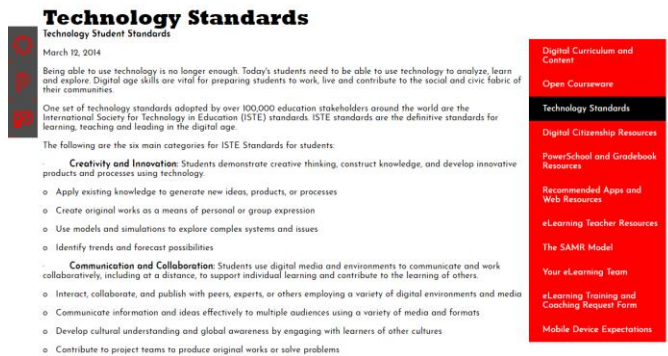 Technology Standards
Technology Student Standards
March 12, 2014
Being able to use technology is no longer enough. Today's students need to be able to use technology to analyze, learn
and explore. Digital age skills are vital for preparing students to work, live and contribute to the social and civic fabric of
their communities.
One set of technology standards adopted by over 100,000 education stakeholders around the world are the
International Society for Technology in Education (ISTE) standards. ISTE standards are the definitive standards for
learning, teaching and leading in the digital age.
The following are the six main categories for ISTE Standards for students:
· Creativity and Innovation: Students demonstrate creative thinking, construct knowledge, and develop innovative
products and processes using technology.
o Apply existing knowledge to generate new ideas, products, or processes
o Create original works as a means of personal or group expression
o Use models and simulations to explore complex systems and issues
o Identify trends and forecast possibilities
· Communication and Collaboration: Students use digital media and environments to communicate and work
collaboratively, including at a distance, to support individual learning and contribute to the learning of others.
o Interact, collaborate, and publish with peers, experts, or others employing a variety of digital environments and media
o Communicate information and ideas effectively to multiple audiences using a variety of media and formats
o Develop cultural understanding and global awareness by engaging with learners of other cultures
o Contribute to project teams to produce original works or solve problems
Digital Curriculum and
Content
Open Courseware
Technology Standards
Digital Citizenship Resources
PowerSchool and Gradebook
Resources
Recommended Apps and
Web Resources
eLearning Teacher Resources
The SAMR Model
Your eLearning Team
eLearning Training and
Coaching Request Form
Mobile Device Expectations